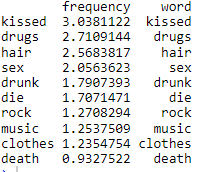 frequency word
kissed 3.0381122 kissed
drugs 2.7109144 drugs
hair 2.5683817 hair
sex 2.0563623 sex
drunk 1.7907393 drunk
die 1.7071471 die
rock 1.2708294 rock
music 1.2537509 music
clothes 1.2354754 clothes
death 0.9327522 death